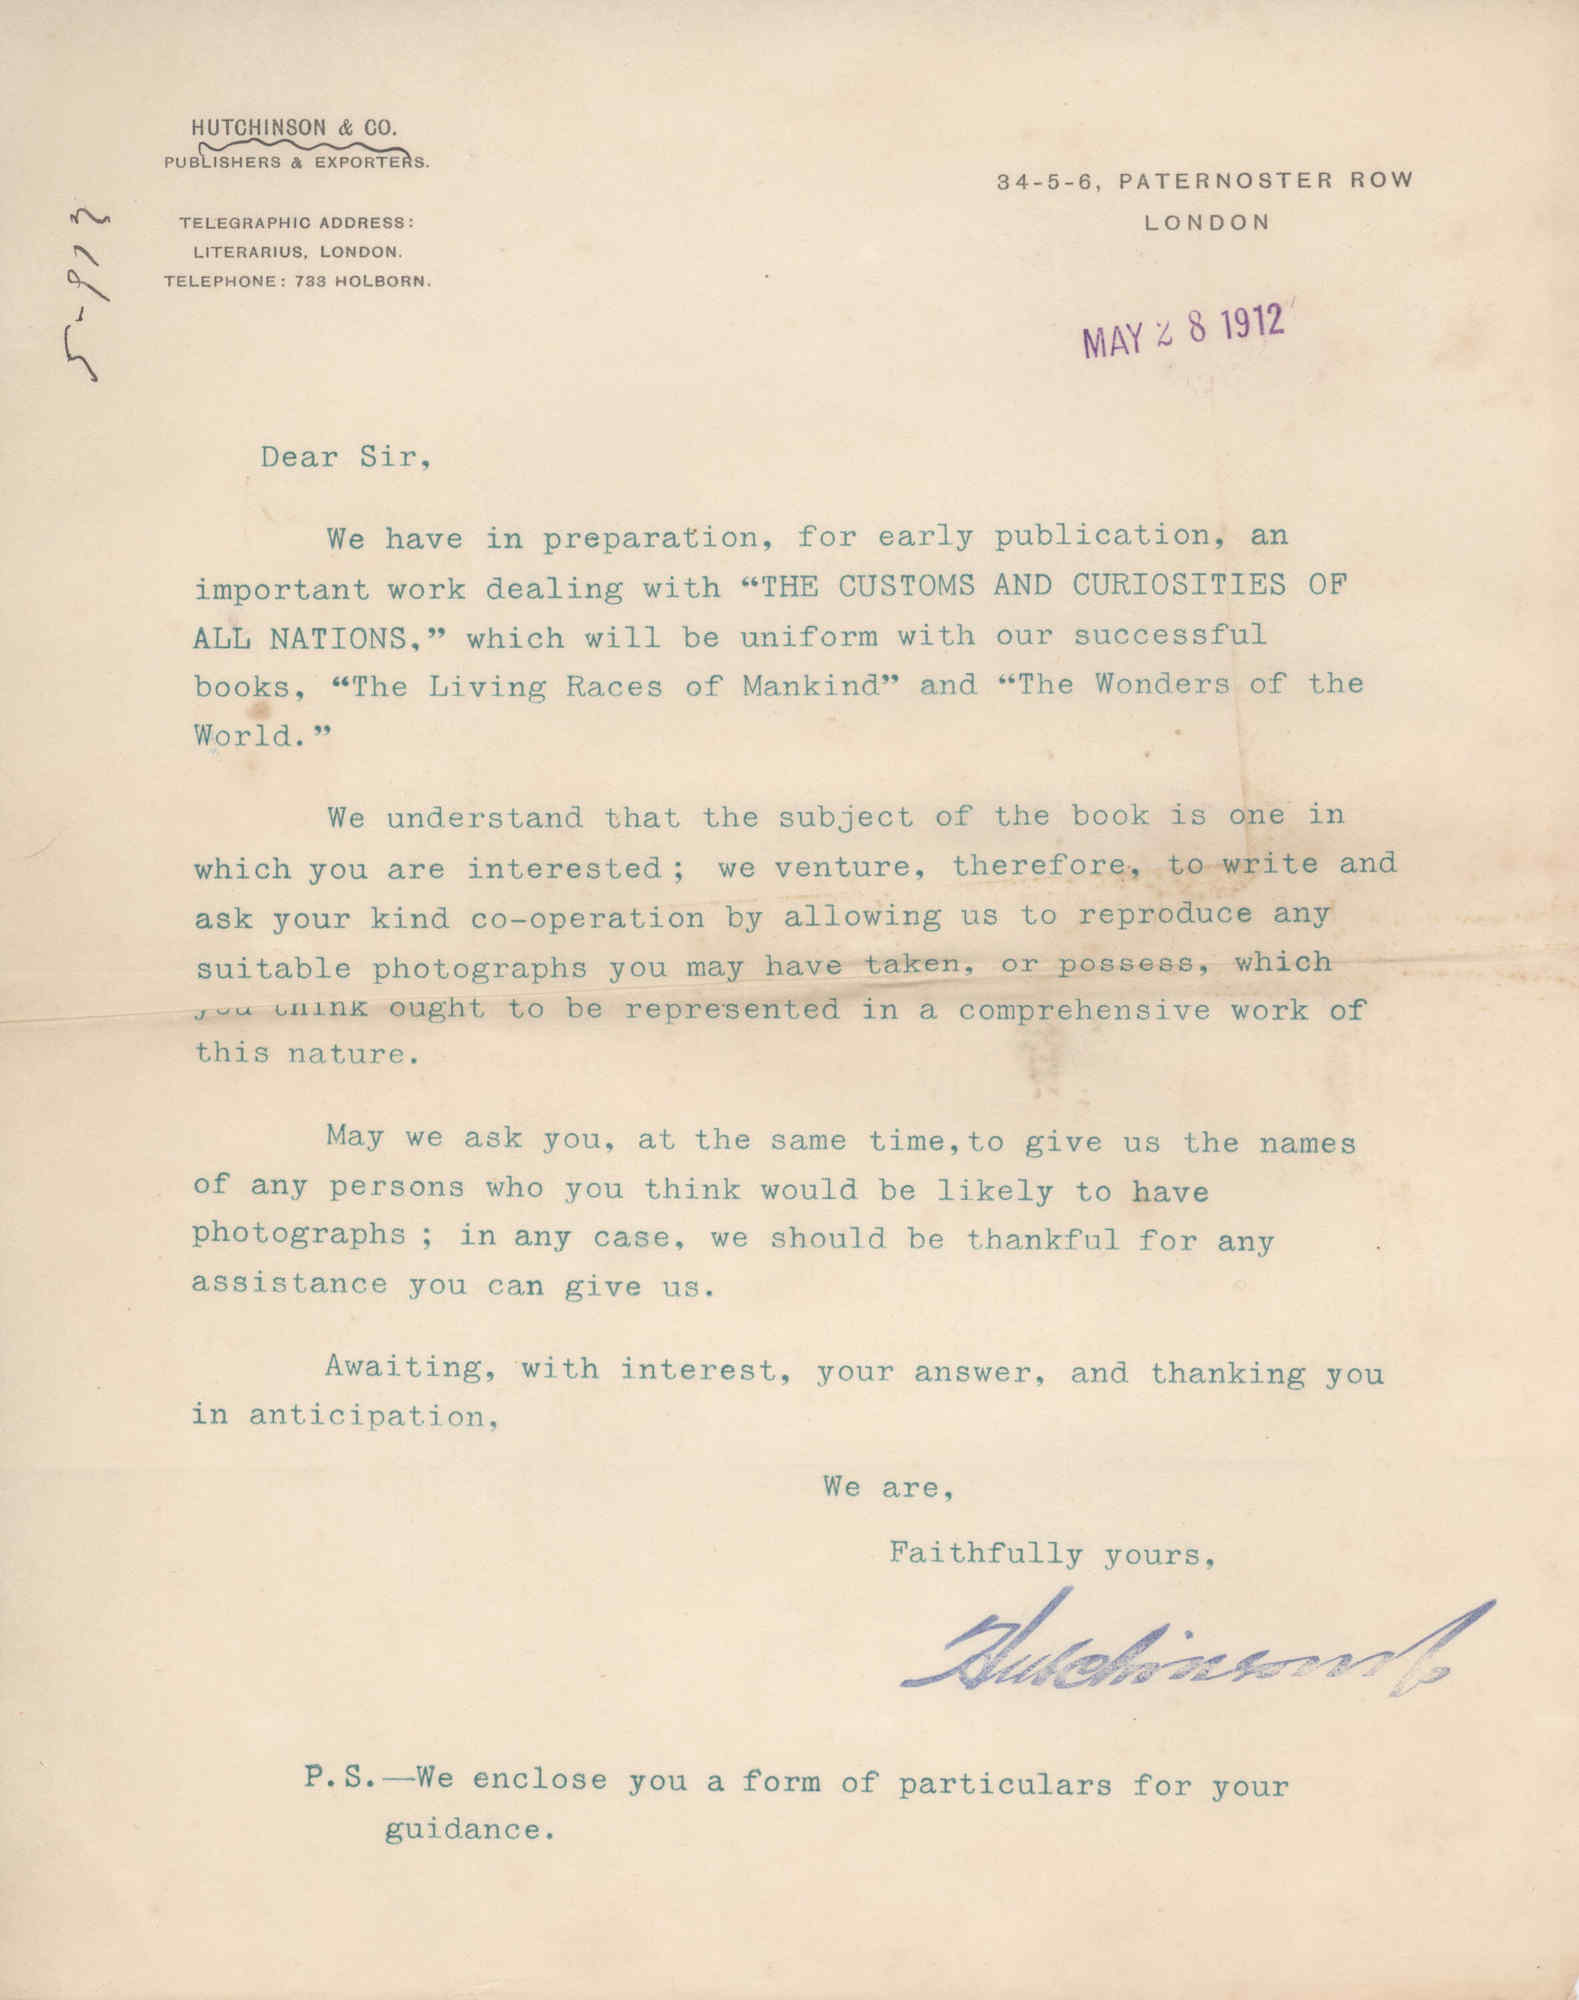 HUTCHINSON & CO.
PUBLISHERS & EXPORTERS.
TELEGRAPHIC ADDRESS:
LITERARIUS, LONDON.
TELEPHONE: 733 HOLBORN.
34-5-6, PATERNOSTER ROW
LONDON
MAY 28 1912
Dear Sir,
We have in preparation, for early publication, an
important work dealing with “THE CUSTOMS AND CURIOSITIES OF
ALL NATIONS,” which will be uniform with our successful
books, “The Living Races of Mankind” and “The Wonders of the
World.”
We understand that the subject of the book is one in
which you are interested; we venture, therefore, to write and
ask your kind co-operation by allowing us to reproduce any
suitable photographs you may have taken, or possess, which
you think ought to be represented in a comprehensive work of
this nature.
May we ask you, at the same time, to give us the names
of any persons who you think would be likely to have
photographs; in any case, we should be thankful for any
assistance you can give us.
Awaiting, with interest, your answer, and thanking you
in anticipation,
We are,
Faithfully yours,
Hutchinson & Co
P.S.—We enclose you a form of particulars for your
guidance.